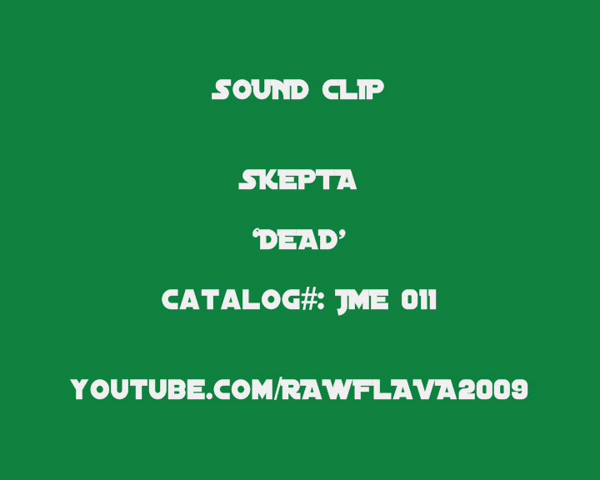 SOUND CLIP
SKEPTA
'DEAD'
CATALOG#: JME 011
YOUTUBE.COM/RAWFLAVA2009